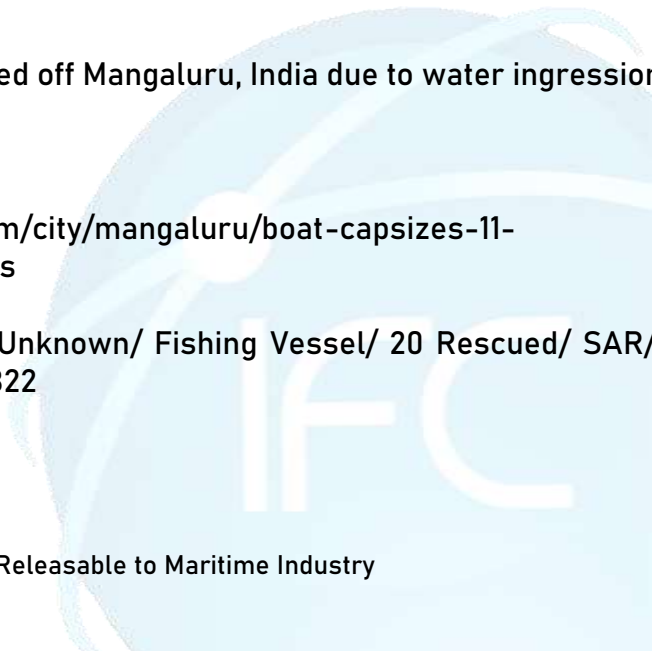 ed off Mangaluru, India due to water ingression
m/city/mangaluru/boat-capsizes-11-
s
Unknown/ Fishing Vessel/ 20 Rescued/ SAR/
322
IFC
Releasable to Maritime Industry